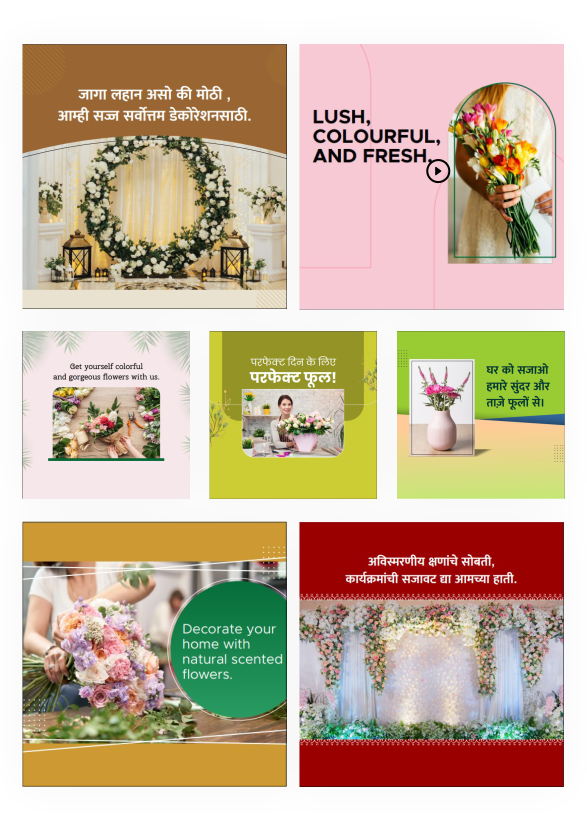 जागा लहान असो की मोठी ,
आम्ही सज्ज सर्वोत्तम डेकोरेशनसाठी.
LUSH,
COLOURFUL,
AND FRESH.
Get yourself colorful
and gorgeous flowers with us.
परफेक्ट दिन के लिए
परफेक्ट फूल!
घर को सजाओ
हमारे सुंदर और
ताज़े फूलों से।
Decorate your
home with
natural scented
flowers.
अविस्मरणीय क्षणांचे सोबती,
कार्यक्रमांची सजावट द्या आमच्या हाती.